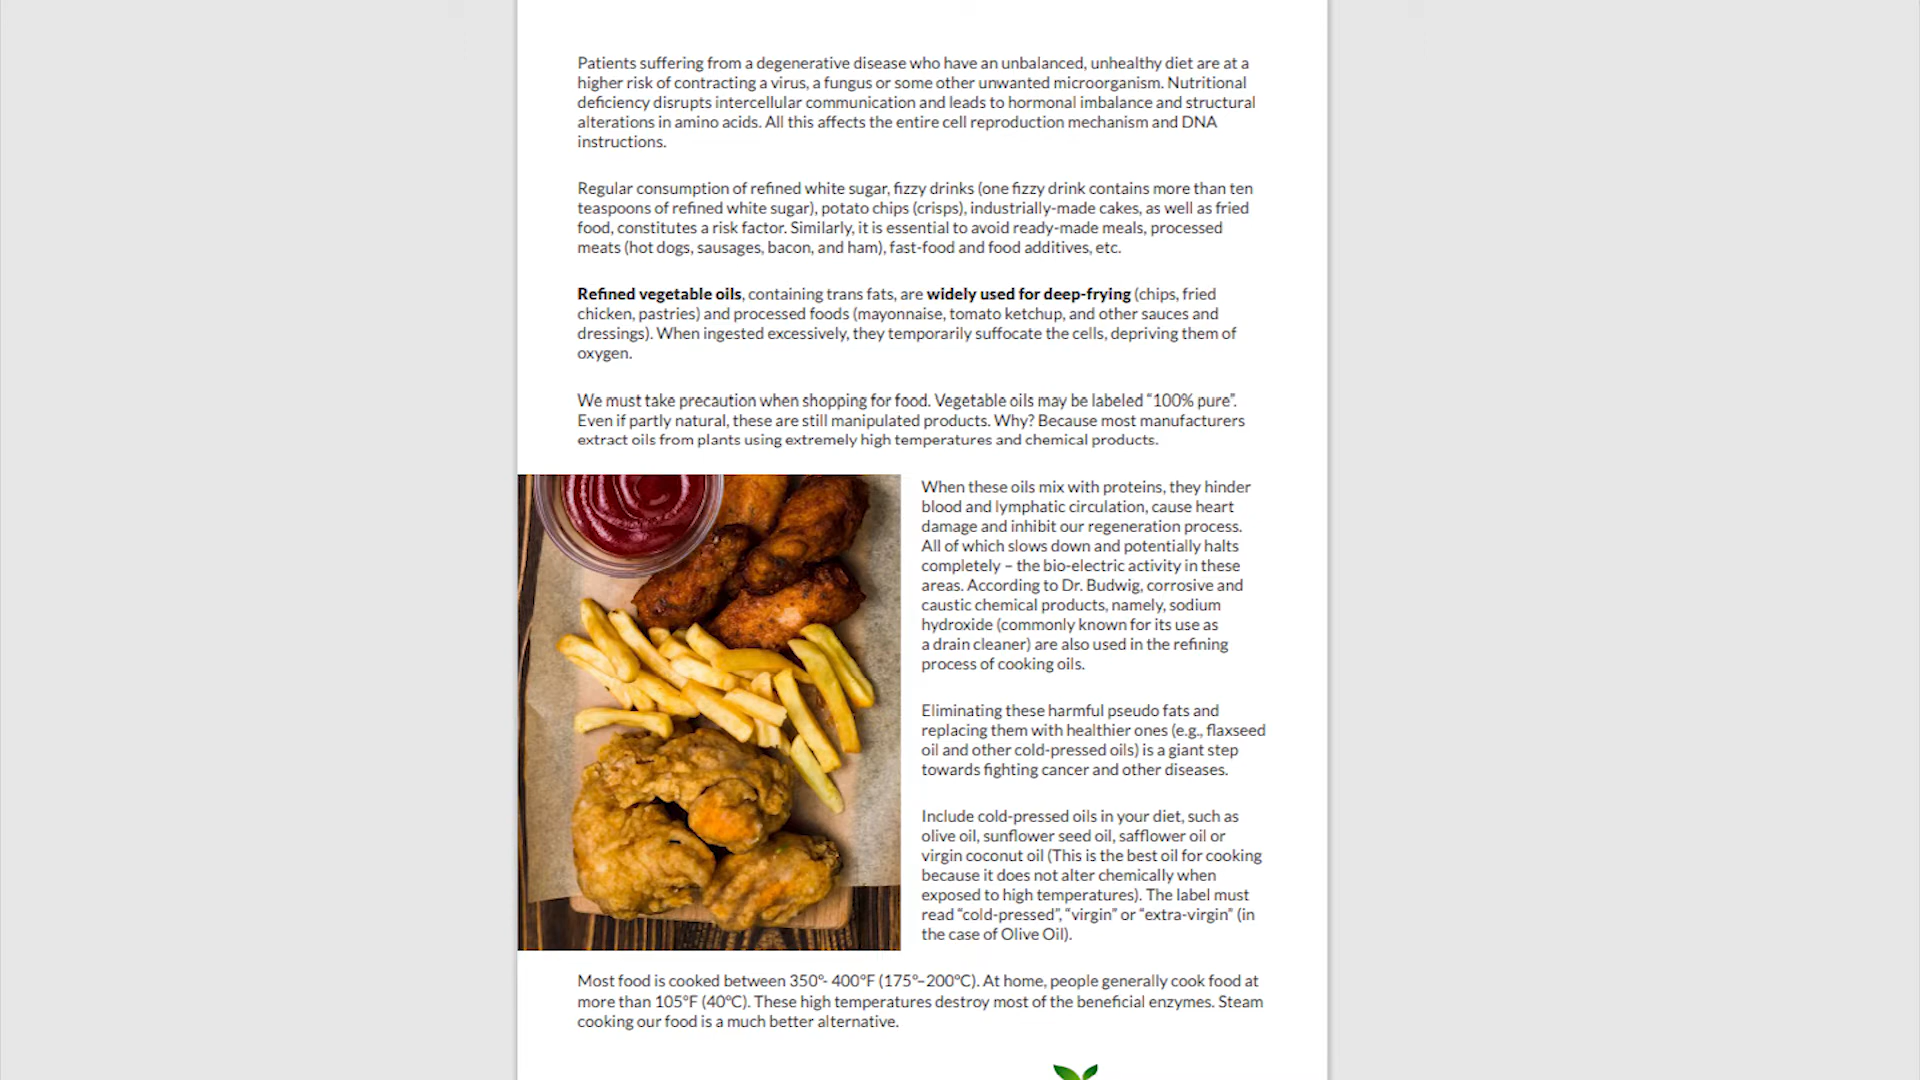 Patients suffering from a degenerative disease who have an unbalanced, unhealthy diet are at a
higher risk of contracting a virus, a fungus or some other unwanted microorganism. Nutritional
deficiency disrupts intercellular communication and leads to hormonal imbalance and structural
alterations in amino acids. All this affects the entire cell reproduction mechanism and DNA
instructions.
Regular consumption of refined white sugar, fizzy drinks (one fizzy drink contains more than ten
teaspoons of refined white sugar), potato chips (crisps), industrially-made cakes, as well as fried
food, constitutes a risk factor. Similarly, it is essential to avoid ready-made meals, processed
meats (hot dogs, sausages, bacon, and ham), fast-food and food additives, etc.
Refined vegetable oils, containing trans fats, are widely used for deep-frying (chips, fried
chicken, pastries) and processed foods (mayonnaise, tomato ketchup, and other sauces and
dressings). When ingested excessively, they temporarily suffocate the cells, depriving them of
oxygen.
We must take precaution when shopping for food. Vegetable oils may be labeled “100% pure”.
Even if partly natural, these are still manipulated products. Why? Because most manufacturers
extract oils from plants using extremely high temperatures and chemical products.
When these oils mix with proteins, they hinder
blood and lymphatic circulation, cause heart
damage and inhibit our regeneration process.
All of which slows down and potentially halts
completely – the bio-electric activity in these
areas. According to Dr. Budwig, corrosive and
caustic chemical products, namely, sodium
hydroxide (commonly known for its use as
a drain cleaner) are also used in the refining
process of cooking oils.
Eliminating these harmful pseudo fats and
replacing them with healthier ones (e.g., flaxseed
oil and other cold-pressed oils) is a giant step
towards fighting cancer and other diseases.
Include cold-pressed oils in your diet, such as
olive oil, sunflower seed oil, safflower oil or
virgin coconut oil (This is the best oil for cooking
because it does not alter chemically when
exposed to high temperatures). The label must
read “cold-pressed”, “virgin” or “extra-virgin” (in
the case of Olive Oil).
Most food is cooked between 350°- 400°F (175°–200°C). At home, people generally cook food at
more than 105°F (40°C). These high temperatures destroy most of the beneficial enzymes. Steam
cooking our food is a much better alternative.